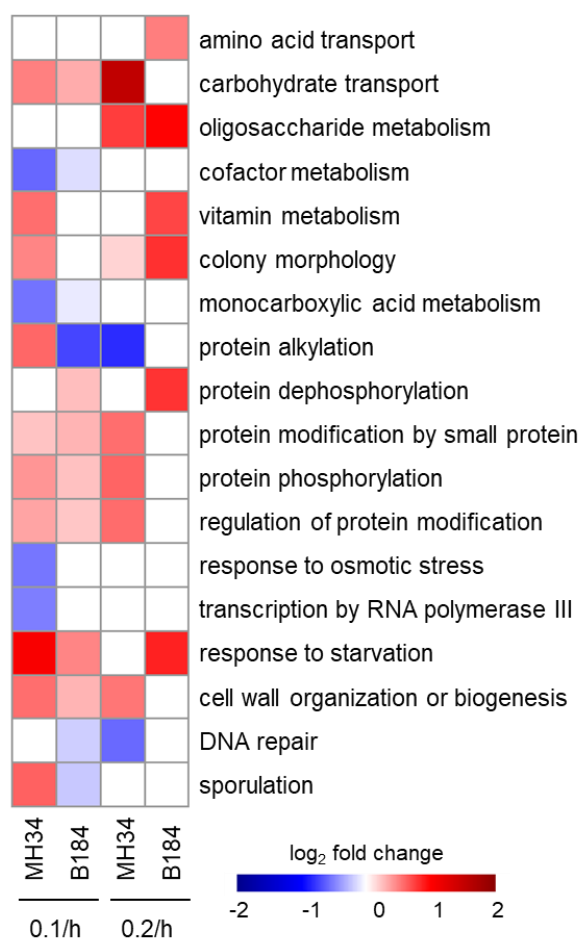 amino acid transport
carbohydrate transport
oligosaccharide metabolism
cofactor metabolism
vitamin metabolism
colony morphology
monocarboxylic acid metabolism
protein alkylation
protein dephosphorylation
protein modification by small protein
protein phosphorylation
regulation of protein modification
response to osmotic stress
transcription by RNA polymerase III
response to starvation
cell wall organization or biogenesis
DNA repair
sporulation
MH34 B184 MH34 B184
0.1/h 0.2/h
log₂ fold change
-2 -1 0 1 2